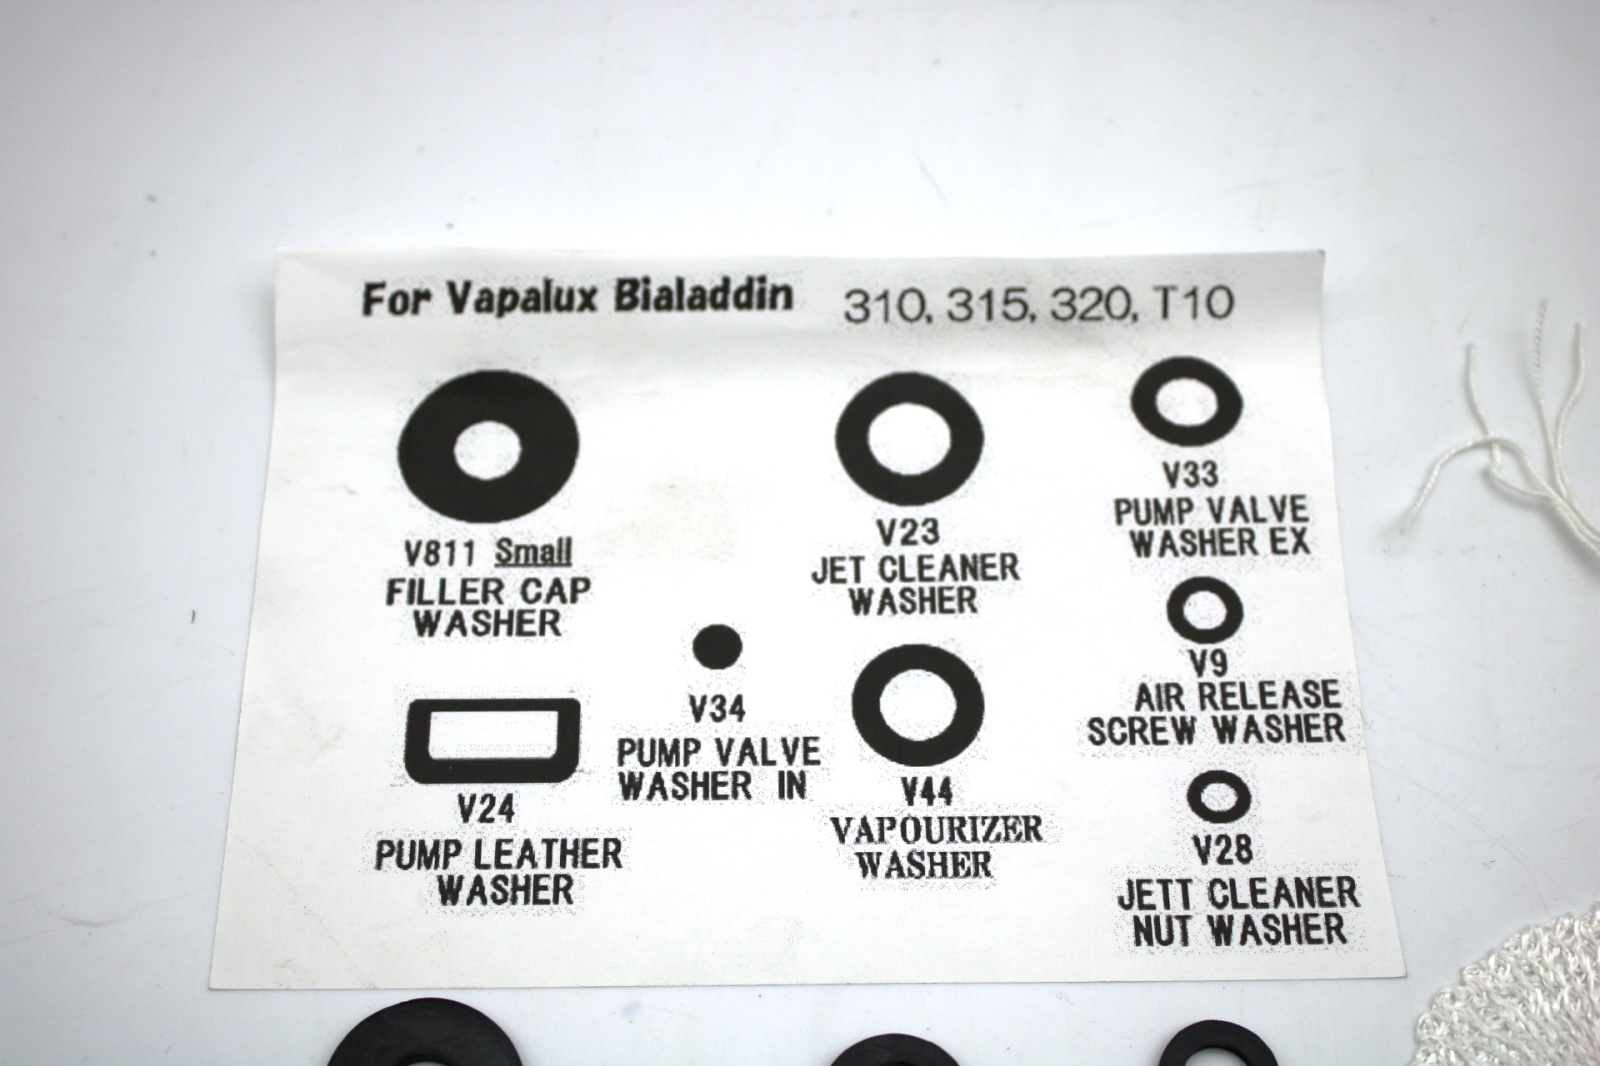 For Vapalux Bialaddin 310, 315, 320, T10
V811 Small
FILLER CAP
WASHER
V23
JET CLEANER
WASHER
V33
PUMP VALVE
WASHER EX
V34
PUMP VALVE
WASHER IN
V9
AIR RELEASE
SCREW WASHER
V24
PUMP LEATHER
WASHER
V44
VAPOURIZER
WASHER
V28
JETT CLEANER
NUT WASHER